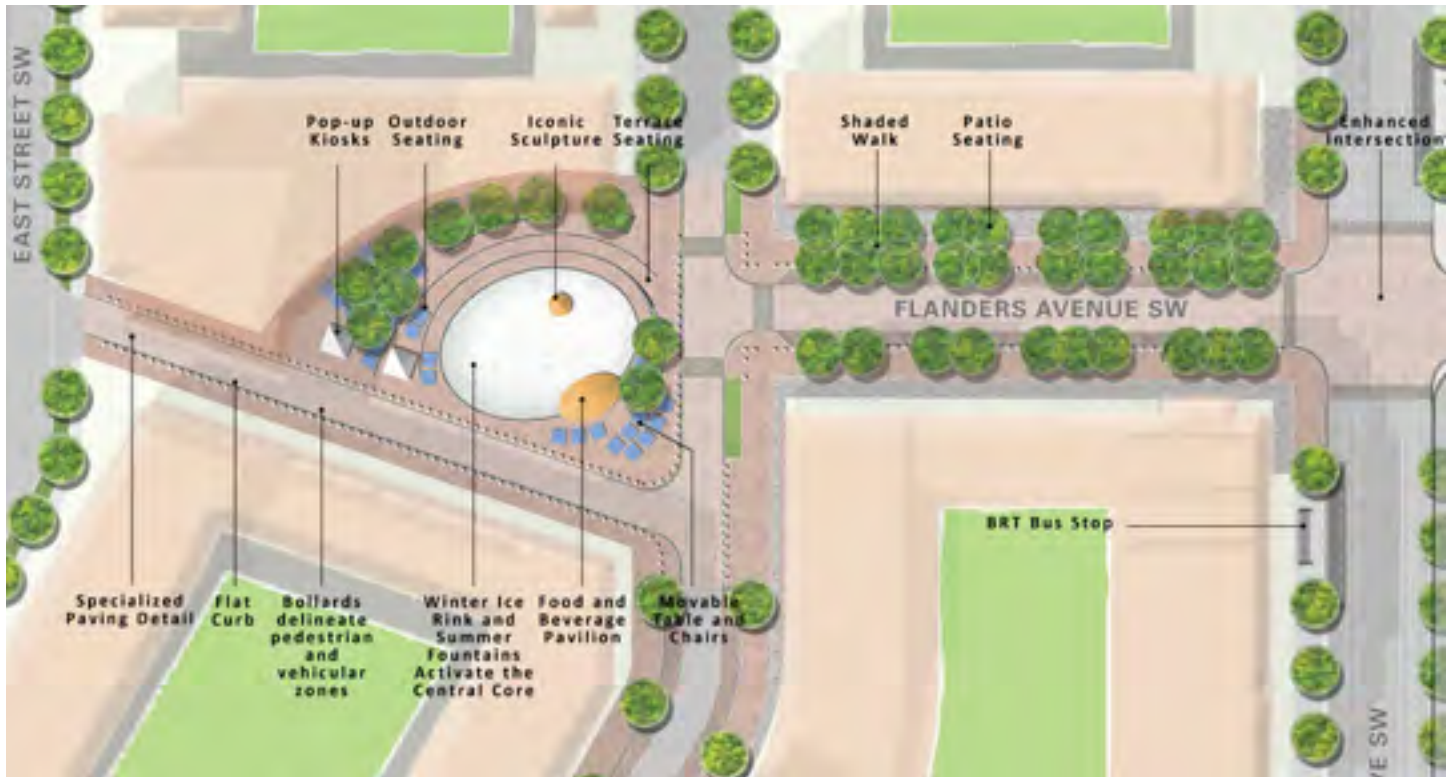 EAST STREET SW
Pop-up
Kiosks
Outdoor
Seating
Iconic
Sculpture
Terrace
Seating
Shaded
Walk
Patio
Seating
Enhanced
Intersection
FLANDERS AVENUE SW
BRT Bus Stop
Specialized
Paving Detail
Flat
Curb
Bollards
delineate
pedestrian
and
vehicular
zones
Winter Ice
Rink and
Summer
Fountains
Activate the
Central Core
Food and
Beverage
Pavilion
Movable
Table and
Chairs
E SW